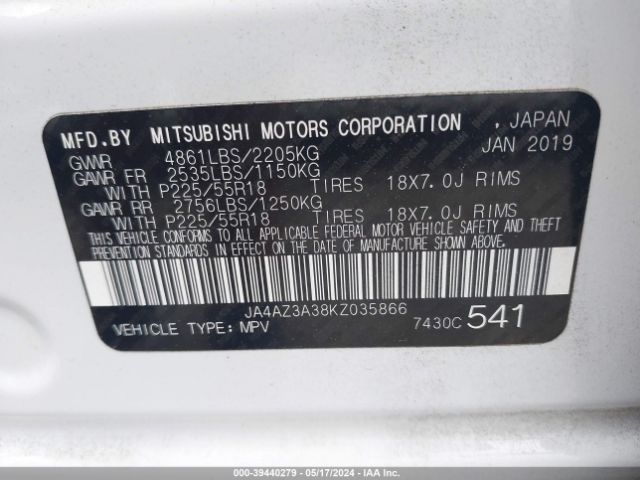 MFD.BY MITSUBISHI MOTORS CORPORATION , JAPAN
GVWR 4861LBS/2205KG JAN 2019
GAWR FR 2535LBS/1150KG
WITH P225/55R18 TIRES 18X7.0J RIMS
GAWR RR 2756LBS/1250KG
WITH P225/55R18 TIRES 18X7.0J RIMS
THIS VEHICLE CONFORMS TO ALL APPLICABLE FEDERAL MOTOR VEHICLE SAFETY AND THEFT
PREVENTION STANDARDS IN EFFECT ON THE DATE OF MANUFACTURE SHOWN ABOVE.
JA4AZ3A38KZ035866
VEHICLE TYPE: MPV 7430C 541
000-39440279 - 05/17/2024 - IAA Inc.